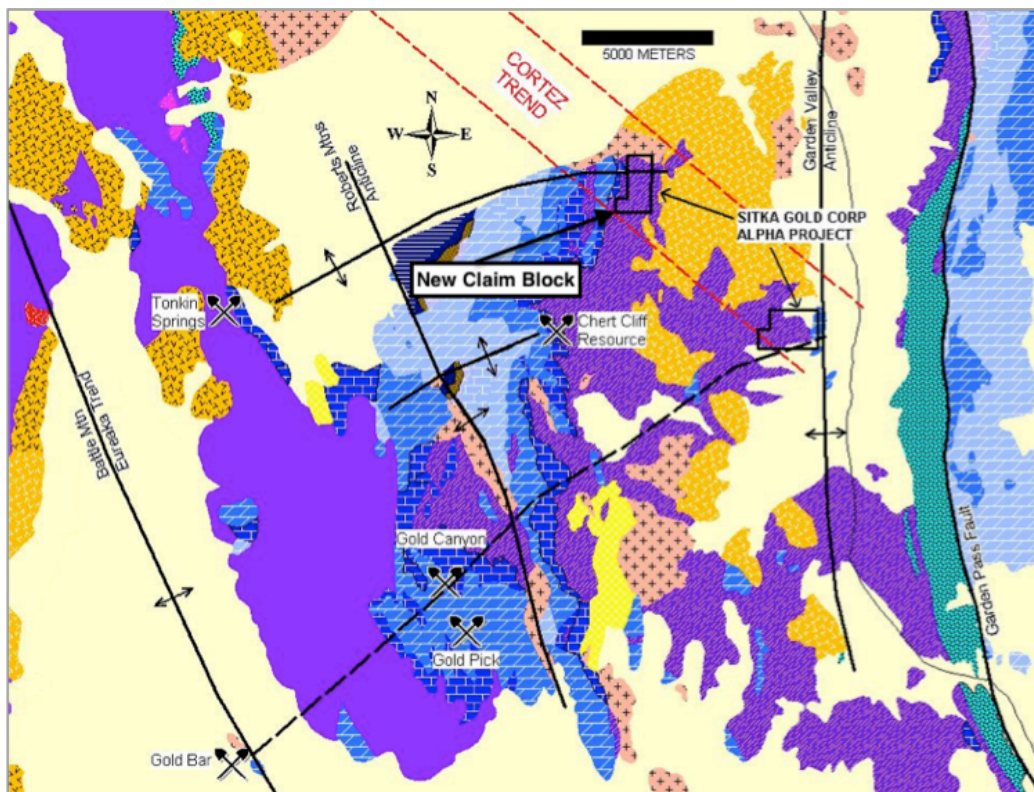 5000 METERS
CORTEZ
TREND
Garden Valley
Anticline
N
W E
S
Roberts Mtns
Anticline
SITKA GOLD CORP
ALPHA PROJECT
New Claim Block
Tonkin
Springs
Chert Cliff
Resource
Battle Mtn
Eureaka Trend
Gold Canyon
Gold Pick
Garden Pass Fault
Gold Bar